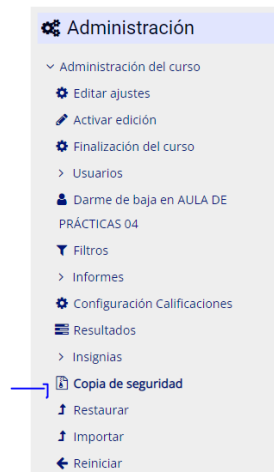 Administración
Administración del curso
Editar ajustes
Activar edición
Finalización del curso
Usuarios
Darme de baja en AULA DE
PRÁCTICAS 04
Filtros
Informes
Configuración Calificaciones
Resultados
Insignias
Copia de seguridad
Restaurar
Importar
Reiniciar